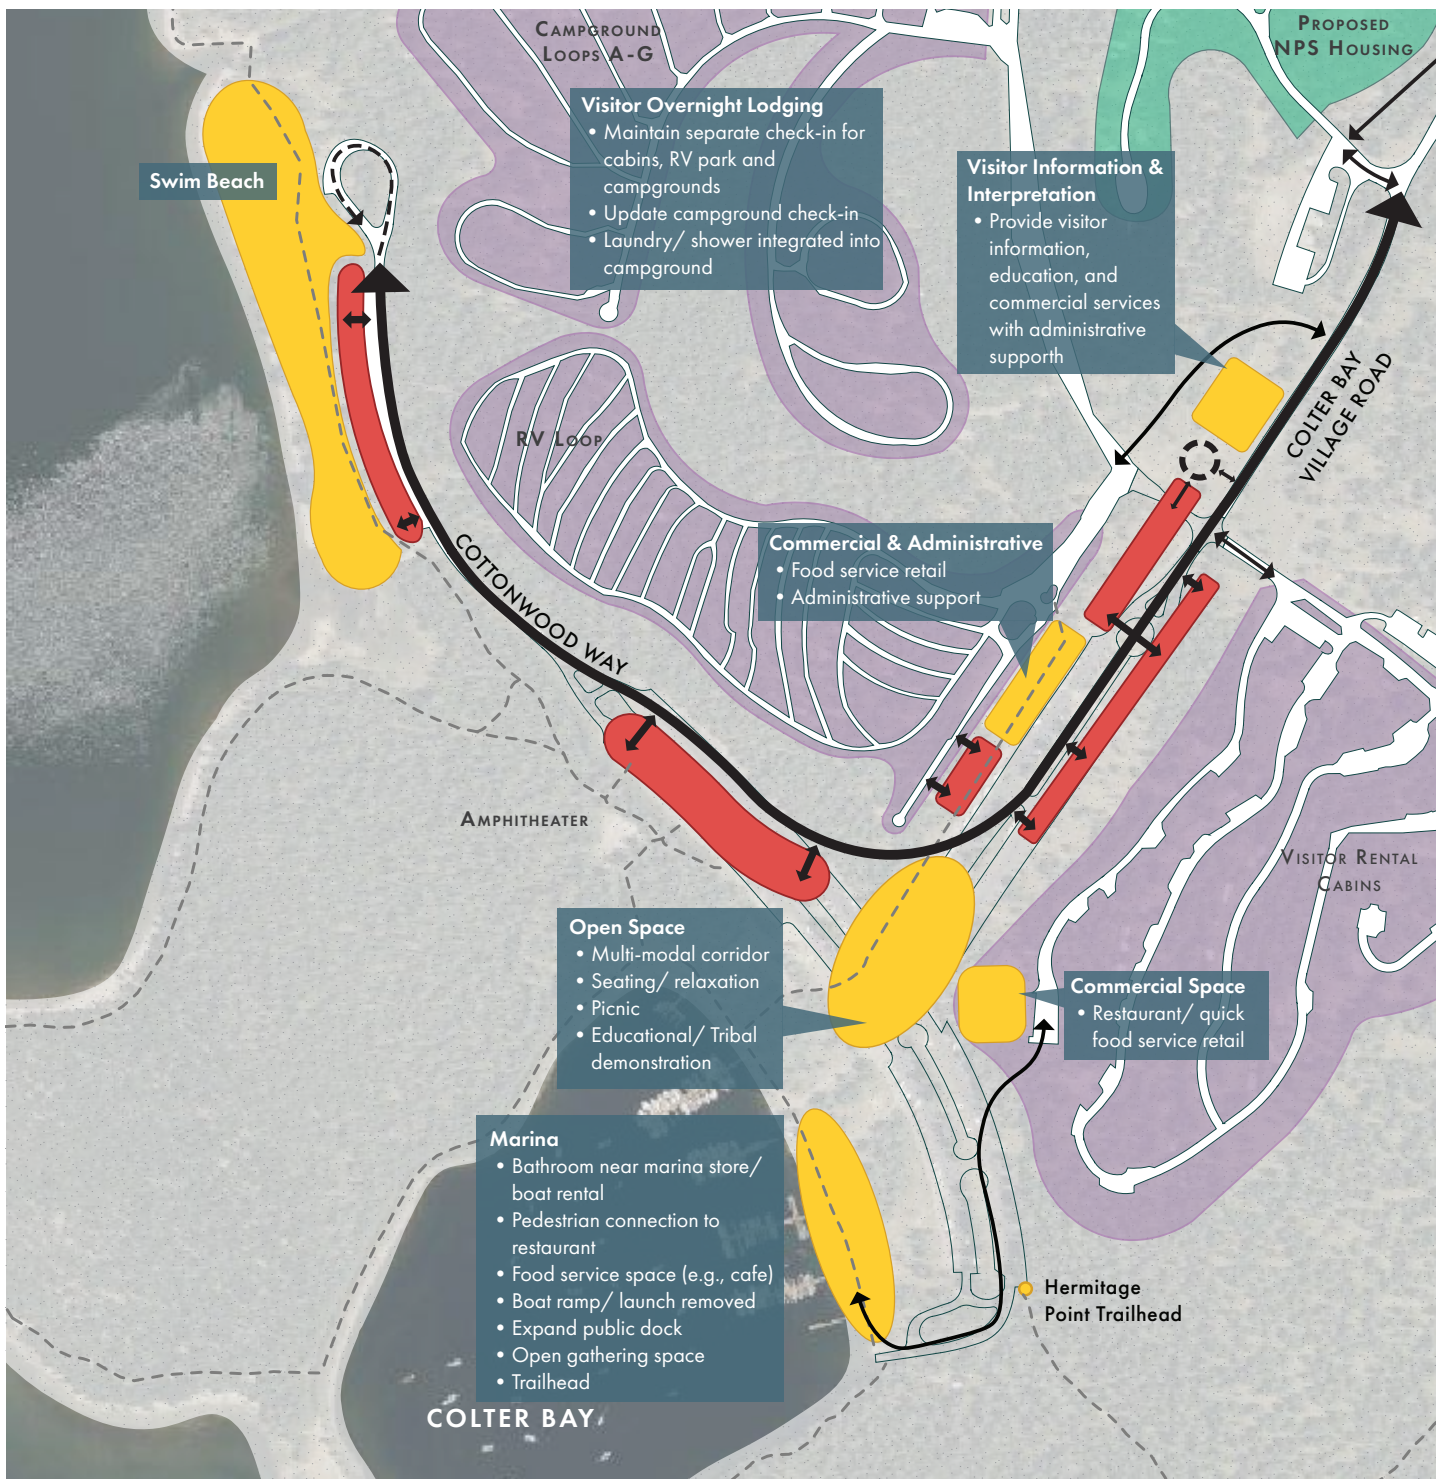 Campground
Loops A-G
Proposed
NPS Housing
Visitor Overnight Lodging
• Maintain separate check-in for
cabins, RV park and
campgrounds
• Update campground check-in
• Laundry/ shower integrated into
campground
Swim Beach
Visitor Information &
Interpretation
• Provide visitor
information,
education, and
commercial services
with administrative
supporth
COLTER BAY
VILLAGE ROAD
RV Loop
Commercial & Administrative
• Food service retail
• Administrative support
COTTONWOOD WAY
Amphitheater
Visitor Rental
Cabins
Open Space
• Multi-modal corridor
• Seating/ relaxation
• Picnic
• Educational/ Tribal
demonstration
Commercial Space
• Restaurant/ quick
food service retail
Marina
• Bathroom near marina store/
boat rental
• Pedestrian connection to
restaurant
• Food service space (e.g., cafe)
• Boat ramp/ launch removed
• Expand public dock
• Open gathering space
• Trailhead
Hermitage
Point Trailhead
COLTER BAY